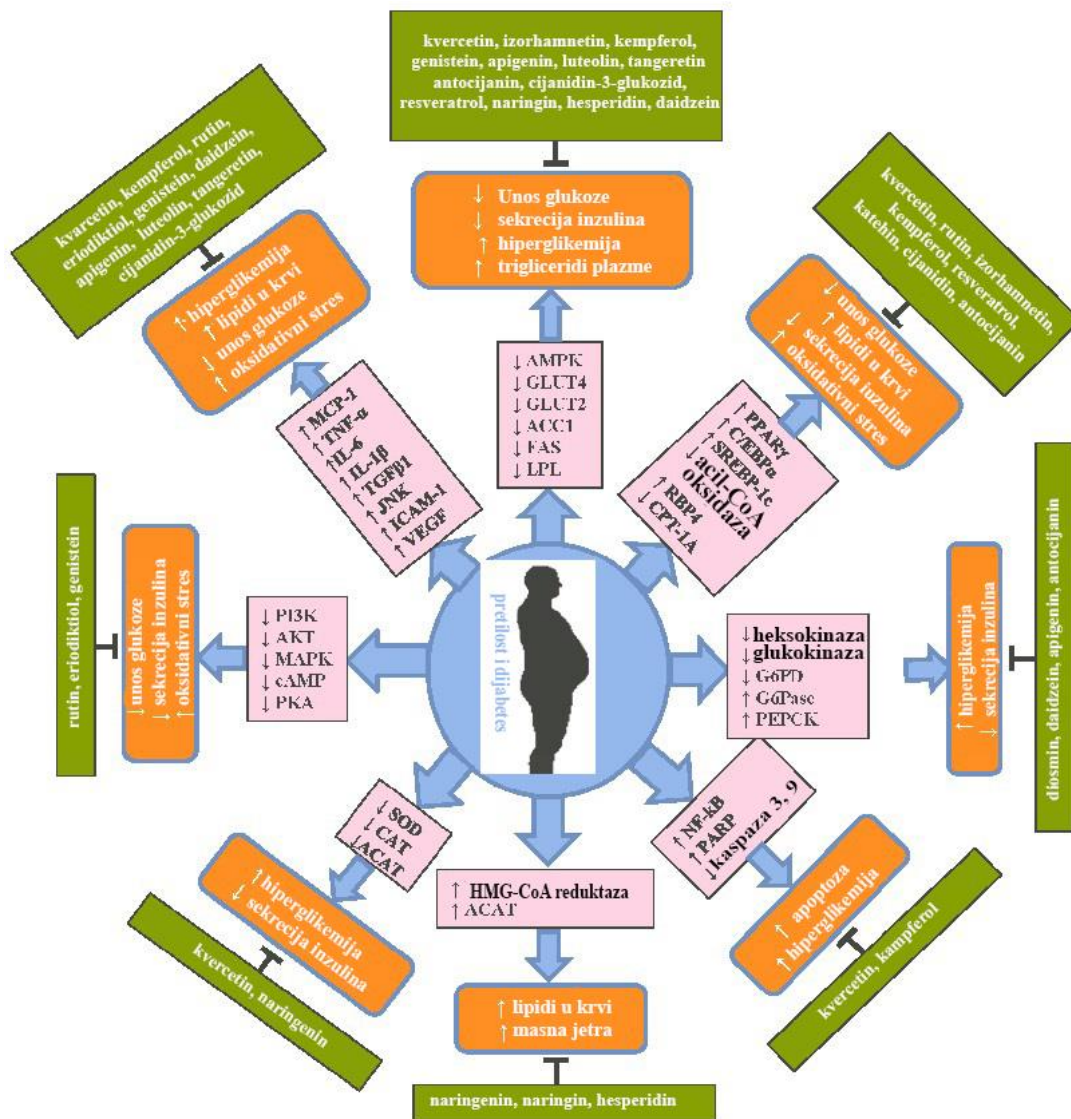 kvercetin, izorhamnetin, kempferol,
genistein, apigenin, luteolin, tangeretin
antocijanin, cijanidin-3-glukozid,
resveratrol, naringin, hesperidin, daidzein
↓ Unos glukoze
↓ sekrecija inzulina
↑ hiperglikemija
↑ trigliceridi plazme
↓ AMPK
↓ GLUT4
↓ GLUT2
↓ ACC1
↓ FAS
↓ LPL
kvercetin, rutin, izorhamnetin,
kempferol, resveratrol,
katehin, cijanidin, antocijanin
↓ unos glukoze
↑ lipidi u krvi
↓ sekrecija inzulina
↑ oksidativni stres
↑ PPARγ
↑ C/EBPα
↑ SREBP-1c
↓ acil-CoA
oksidaza
↑ RBP4
↓ CPT-1A
diosmin, daidzein, apigenin, antocijanin
↑ hiperglikemija
↓ sekrecija inzulina
↓ heksokinaza
↓ glukokinaza
↓ G6PD
↑ G6Pase
↑ PEPCK
kvercetin, kampferol
↑ apoptoza
↑ hiperglikemija
↑ NF-kB
↑ PARP
↓ kaspaza 3, 9
↑ HMG-CoA reduktaza
↑ ACAT
↑ lipidi u krvi
↑ masna jetra
naringenin, naringin, hesperidin
↓ SOD
↓ CAT
↓ ACAT
↑ hiperglikemija
↓ sekrecija inzulina
kvercetin, naringenin
↓ PI3K
↓ AKT
↓ MAPK
↓ cAMP
↓ PKA
↓ unos glukoze
↓ sekrecija inzulina
↑ oksidativni stres
rutin, eriodiktiol, genistein
↑ MCP-1
↑ TNF-α
↑ IL-6
↑ IL-1β
↑ TGFβ1
↑ JNK
↑ ICAM-1
↑ VEGF
↑ hiperglikemija
↑ lipidi u krvi
↓ unos glukoze
↑ oksidativni stres
kvarcetin, kempferol, rutin,
eriodiktiol, genistein, daidzein,
apigenin, luteolin, tangeretin,
cijanidin-3-glukozid
pretilost i dijabetes